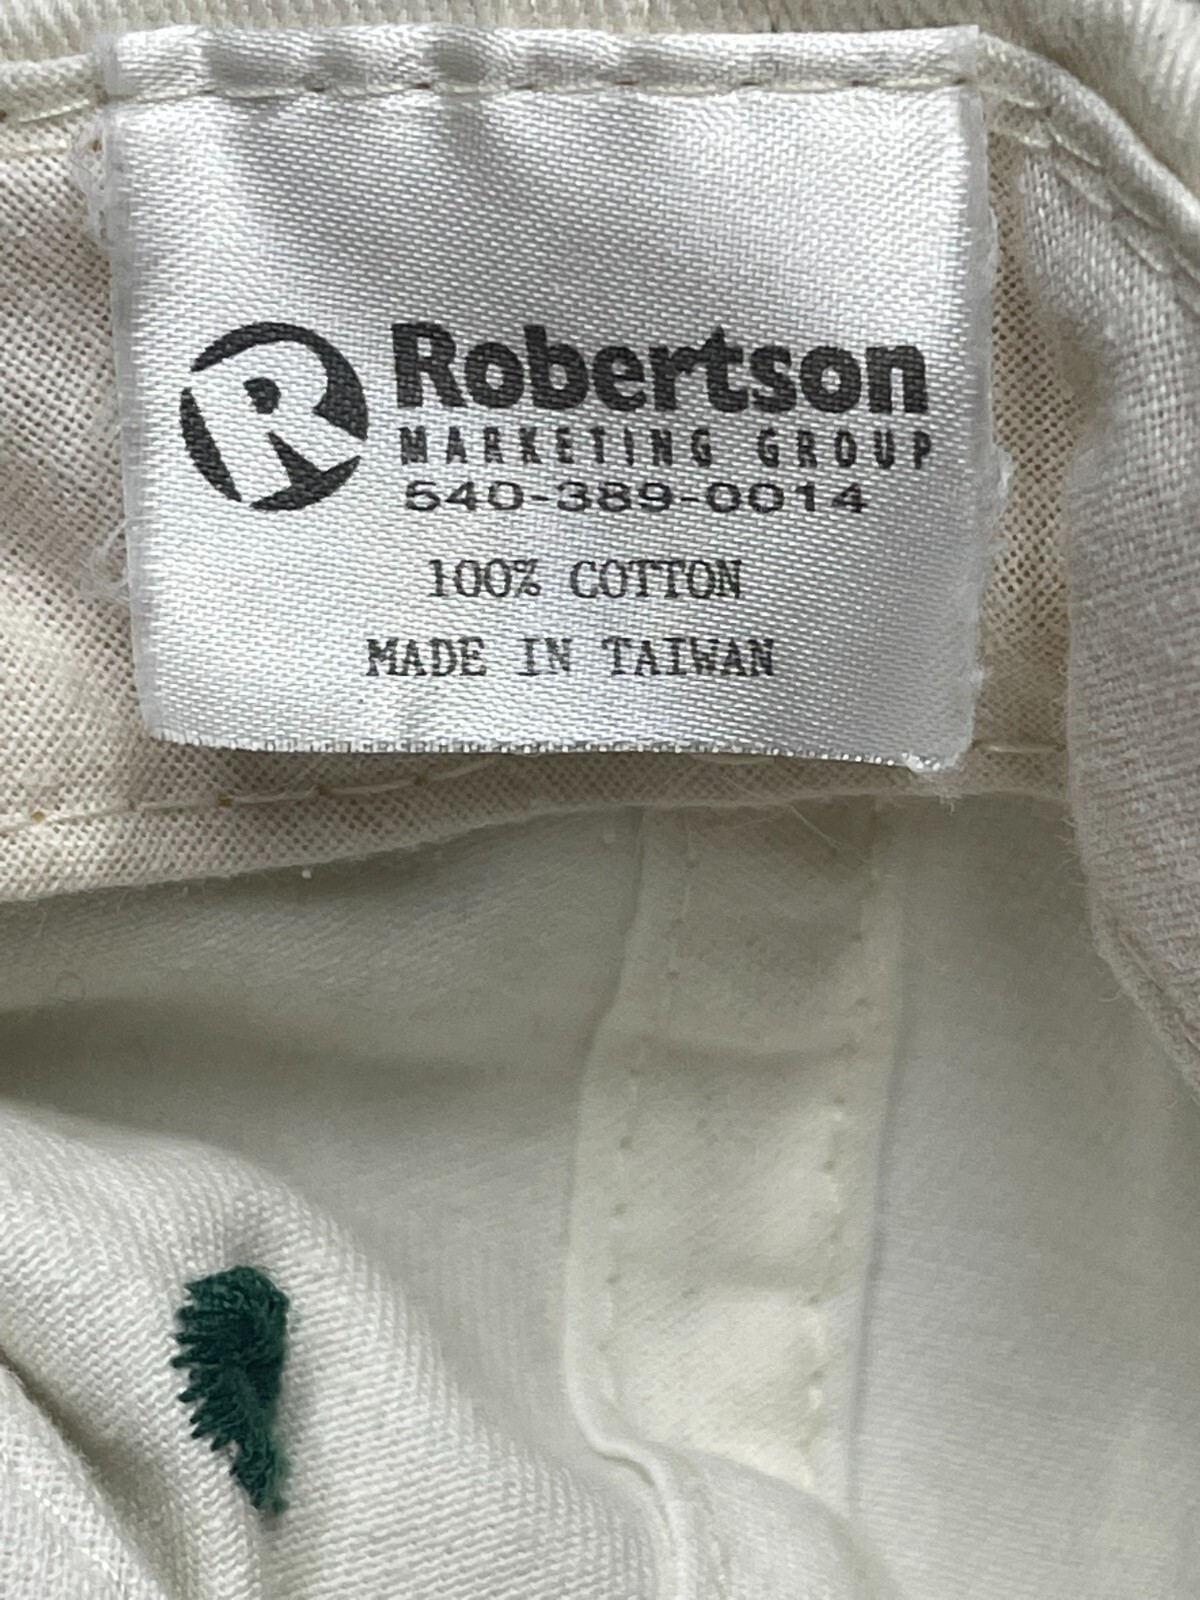 R Robertson
MARKETING GROUP
540-389-0014
100% COTTON
MADE IN TAIWAN